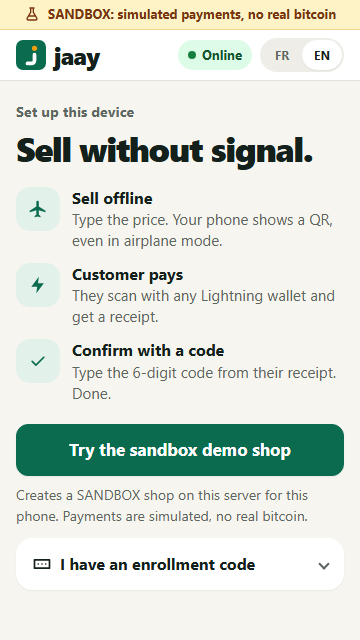 SANDBOX: simulated payments, no real bitcoin
jaay
Online
FR
EN
Set up this device
Sell without signal.
Sell offline
Type the price. Your phone shows a QR,
even in airplane mode.
Customer pays
They scan with any Lightning wallet and
get a receipt.
Confirm with a code
Type the 6-digit code from their receipt.
Done.
Try the sandbox demo shop
Creates a SANDBOX shop on this server for this
phone. Payments are simulated, no real bitcoin.
I have an enrollment code